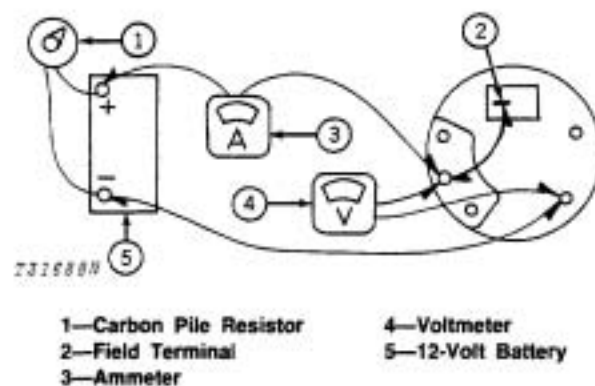 1
2
+
A
3
4
V
−
5
1—Carbon Pile Resistor
2—Field Terminal
3—Ammeter
4—Voltmeter
5—12-Volt Battery